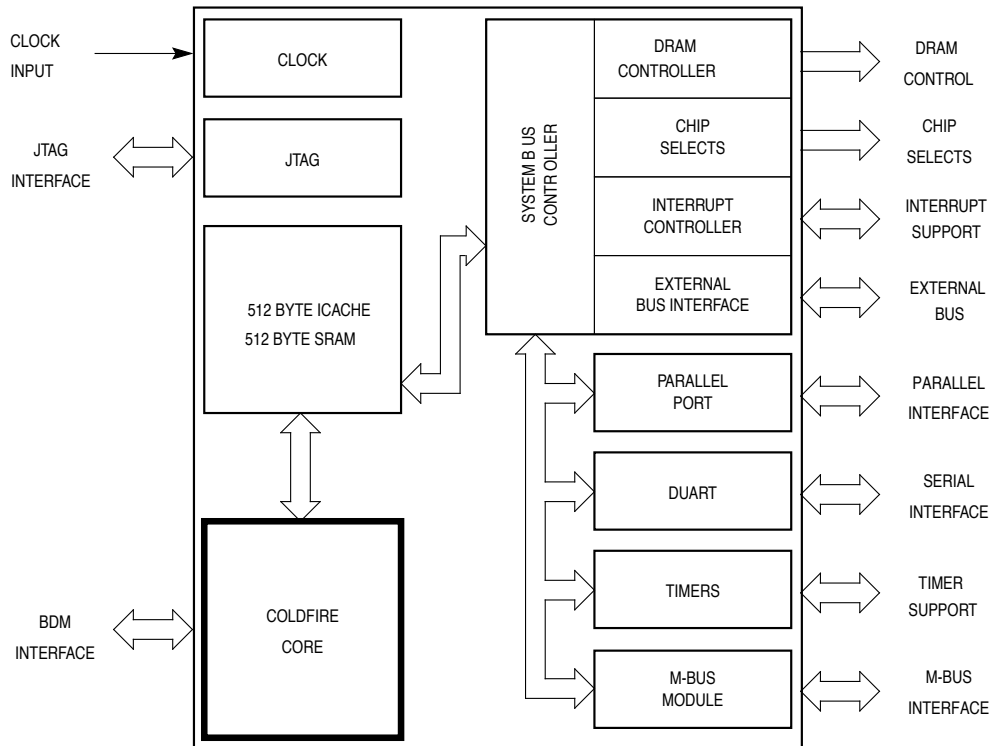 CLOCK
INPUT
JTAG
INTERFACE
BDM
INTERFACE
CLOCK
JTAG
512 BYTE ICACHE
512 BYTE SRAM
COLDFIRE
CORE
SYSTEM B US
CONTR OLLER
DRAM
CONTROLLER
CHIP
SELECTS
INTERRUPT
CONTROLLER
EXTERNAL
BUS INTERFACE
PARALLEL
PORT
DUART
TIMERS
M-BUS
MODULE
DRAM
CONTROL
CHIP
SELECTS
INTERRUPT
SUPPORT
EXTERNAL
BUS
PARALLEL
INTERFACE
SERIAL
INTERFACE
TIMER
SUPPORT
M-BUS
INTERFACE